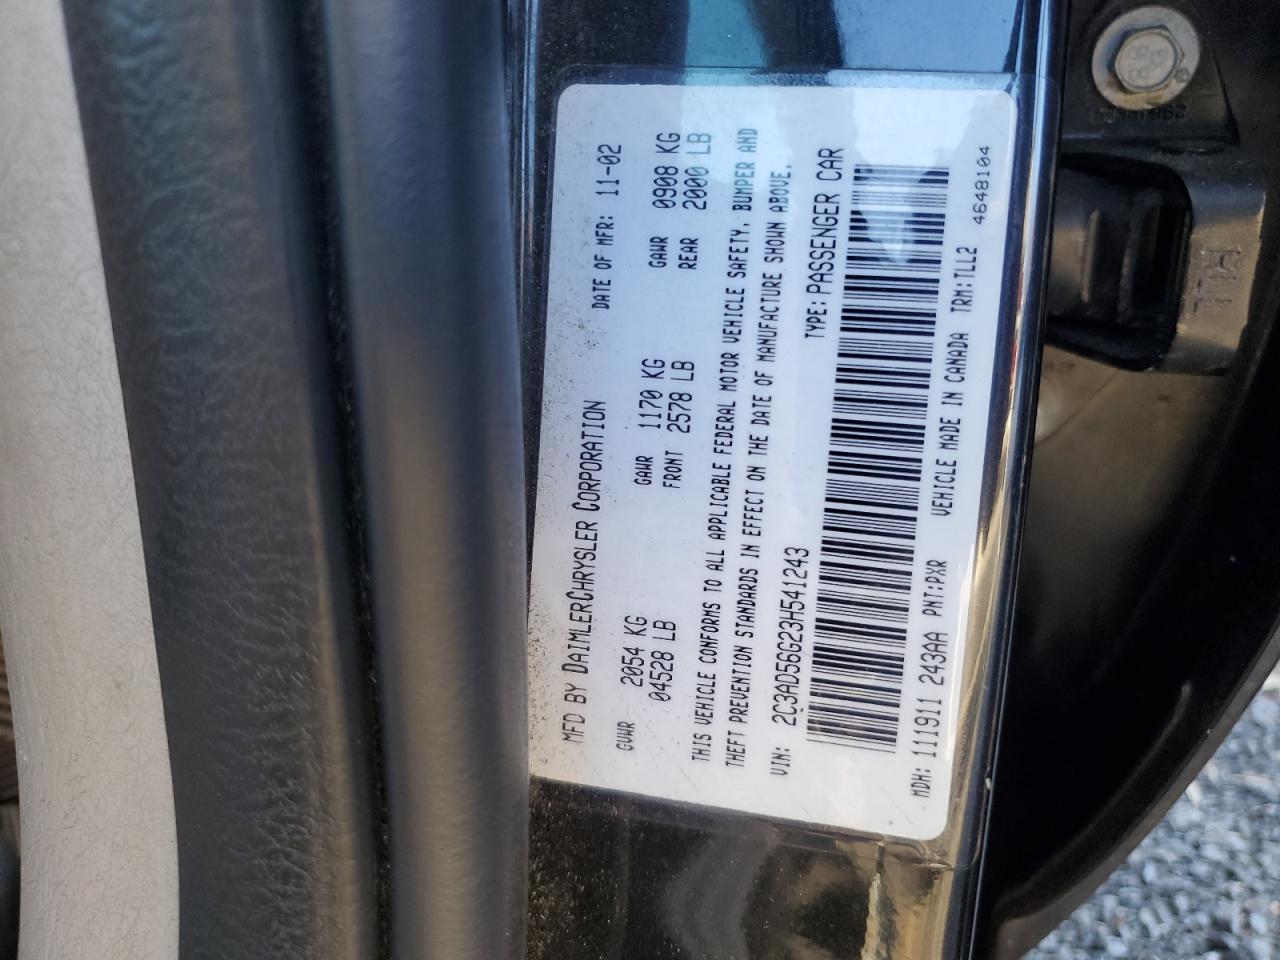 MFD BY DAIMLERCHRYSLER CORPORATION DATE OF MFR: 11-02
GVWR 2054 KG GAWR 1170 KG GAWR 0908 KG
04528 LB FRONT 2578 LB REAR 2000 LB
THIS VEHICLE CONFORMS TO ALL APPLICABLE FEDERAL MOTOR VEHICLE SAFETY, BUMPER AND
THEFT PREVENTION STANDARDS IN EFFECT ON THE DATE OF MANUFACTURE SHOWN ABOVE.
VIN: 2C3AD56G23H541243 TYPE: PASSENGER CAR
MDH: 111911 243AA PNT:PXR VEHICLE MADE IN CANADA TRM:TLL2 4648104